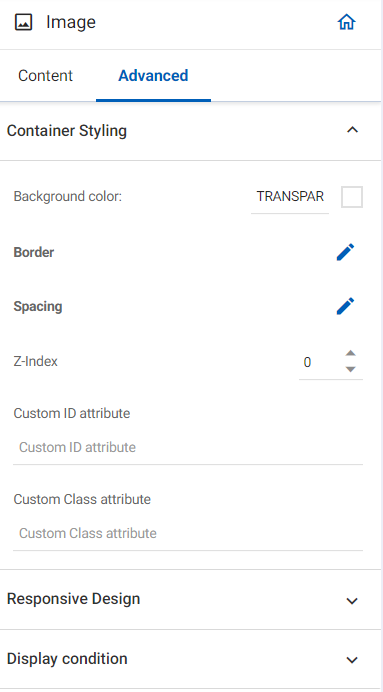 Image
Content Advanced
Container Styling
Background color: TRANSPAR
Border
Spacing
Z-Index 0
Custom ID attribute
Custom ID attribute
Custom Class attribute
Custom Class attribute
Responsive Design
Display condition